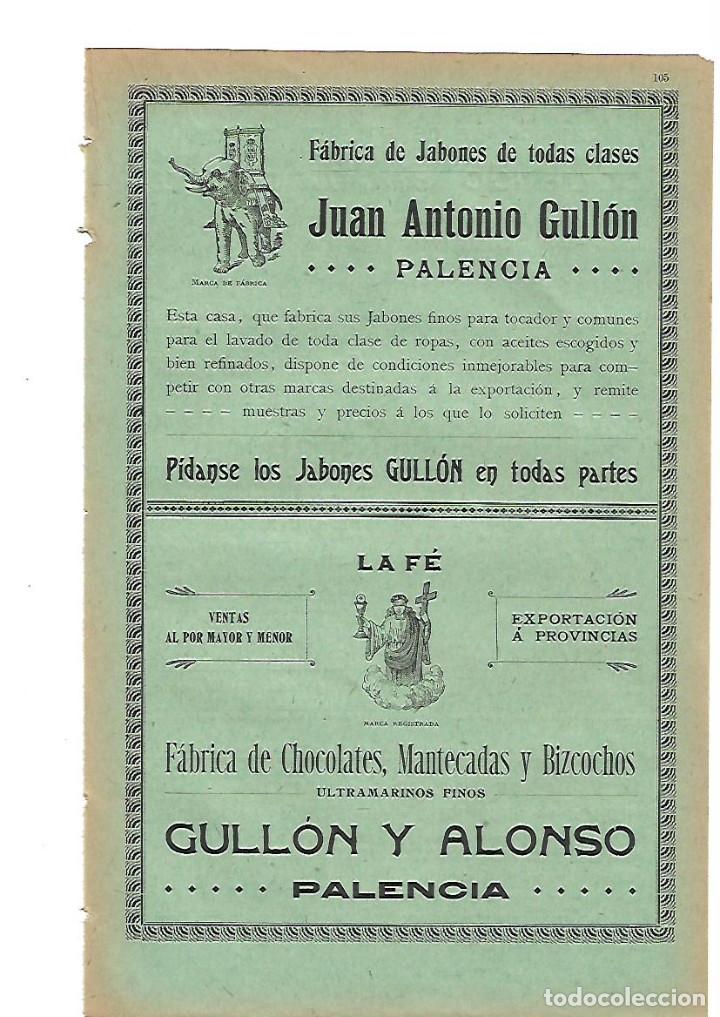 105
Fábrica de Jabones de todas clases
Juan Antonio Gullón
PALENCIA
MARCA DE FÁBRICA
Esta casa, que fabrica sus Jabones finos para tocador y comunes
para el lavado de toda clase de ropas, con aceites escogidos y
bien refinados, dispone de condiciones inmejorables para com-
petir con otras marcas destinadas á la exportación, y remite
---- muestras y precios á los que lo soliciten ----
Pídanse los Jabones GULLÓN en todas partes
LA FÉ
VENTAS
AL POR MAYOR Y MENOR
EXPORTACIÓN
Á PROVINCIAS
MARCA REGISTRADA
Fábrica de Chocolates, Mantecadas y Bizcochos
ULTRAMARINOS FINOS
GULLÓN Y ALONSO
PALENCIA
todocoleccion.net